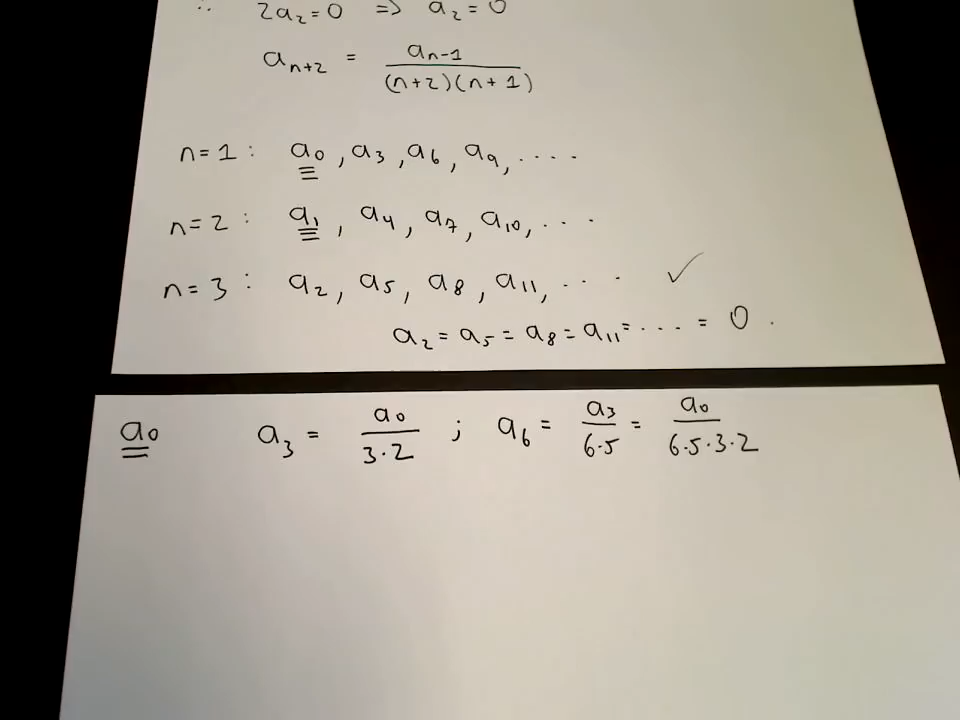 ∴ 2a₂ = 0 => a₂ = 0
aₙ₊₂ = aₙ₋₁ / (n+2)(n+1)
n = 1 : a₀ , a₃ , a₆ , a₉ , ....
n = 2 : a₁ , a₄ , a₇ , a₁₀ , ...
n = 3 : a₂ , a₅ , a₈ , a₁₁ , ... ✓
a₂ = a₅ = a₈ = a₁₁ = .... = 0 .
a₀ a₃ = a₀ / 3·2 ; a₆ = a₃ / 6·5 = a₀ / 6·5·3·2